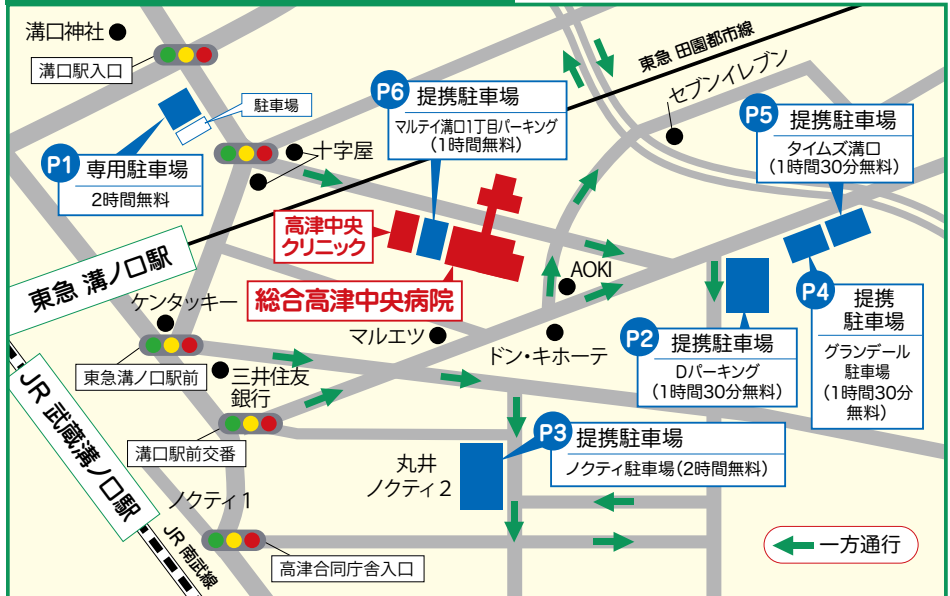 溝口神社
溝口駅入口
駐車場
P1
専用駐車場
2時間無料
十字屋
P6
提携駐車場
マルテイ溝口1丁目パーキング
(1時間無料)
東急 田園都市線
セブンイレブン
P5
提携駐車場
タイムズ溝口
(1時間30分無料)
高津中央
クリニック
総合高津中央病院
東急 溝ノ口駅
ケンタッキー
東急溝ノ口駅前
マルエツ
AOKI
ドン・キホーテ
P2
提携駐車場
Dパーキング
(1時間30分無料)
P4
提携
駐車場
グランデール
駐車場
(1時間30分
無料)
三井住友
銀行
溝口駅前交番
JR 武蔵溝ノ口駅
P3
提携駐車場
ノクティ駐車場(2時間無料)
丸井
ノクティ2
ノクティ1
JR 南武線
高津合同庁舎入口
一方通行